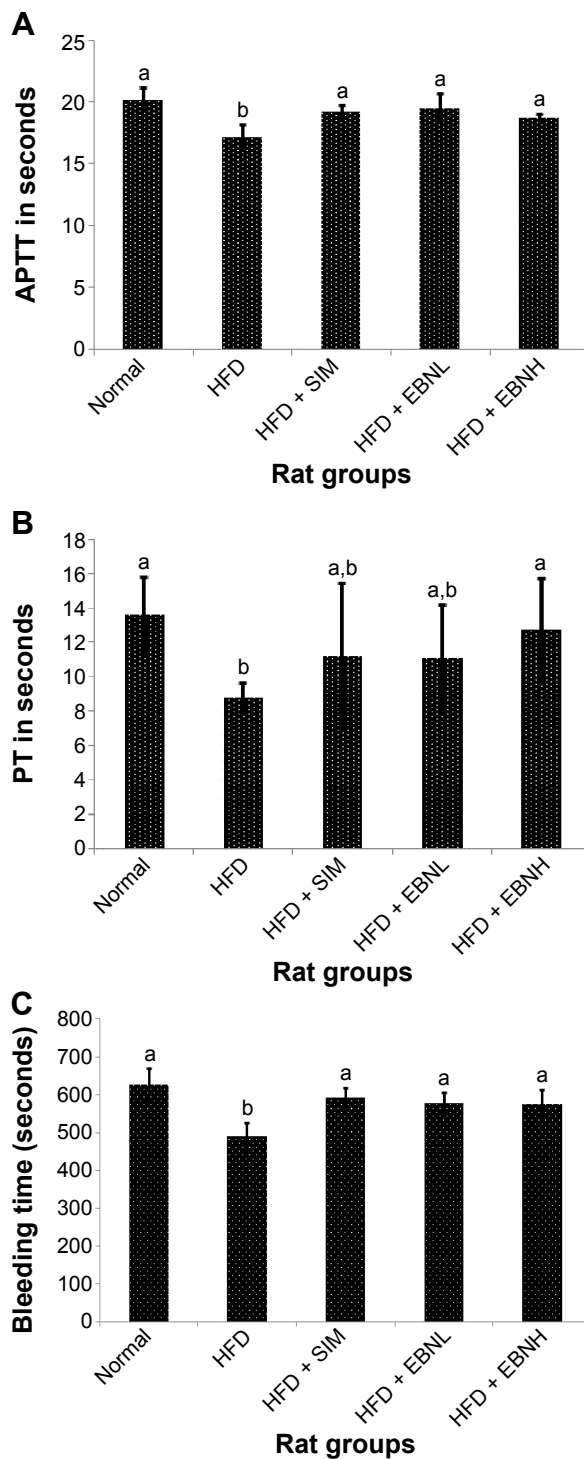 A
APTT in seconds
25
20
15
10
5
0
a
b
a
a
a
Normal
HFD
HFD + SIM
HFD + EBNL
HFD + EBNH
Rat groups
B
PT in seconds
18
16
14
12
10
8
6
4
2
0
a
b
a,b
a,b
a
Normal
HFD
HFD + SIM
HFD + EBNL
HFD + EBNH
Rat groups
C
Bleeding time (seconds)
800
700
600
500
400
300
200
100
0
a
b
a
a
a
Normal
HFD
HFD + SIM
HFD + EBNL
HFD + EBNH
Rat groups